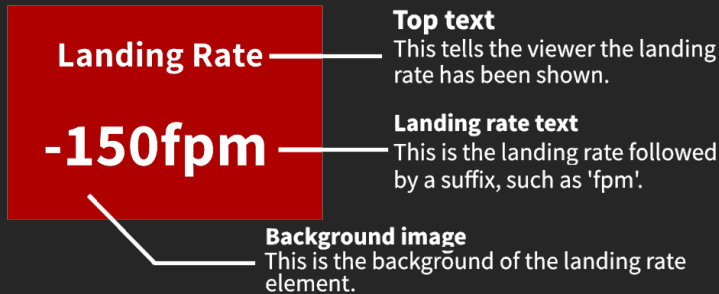 Landing Rate
-150fpm
Top text
This tells the viewer the landing
rate has been shown.
Landing rate text
This is the landing rate followed
by a suffix, such as 'fpm'.
Background image
This is the background of the landing rate
element.